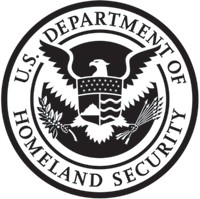 U.S. DEPARTMENT OF
HOMELAND SECURITY